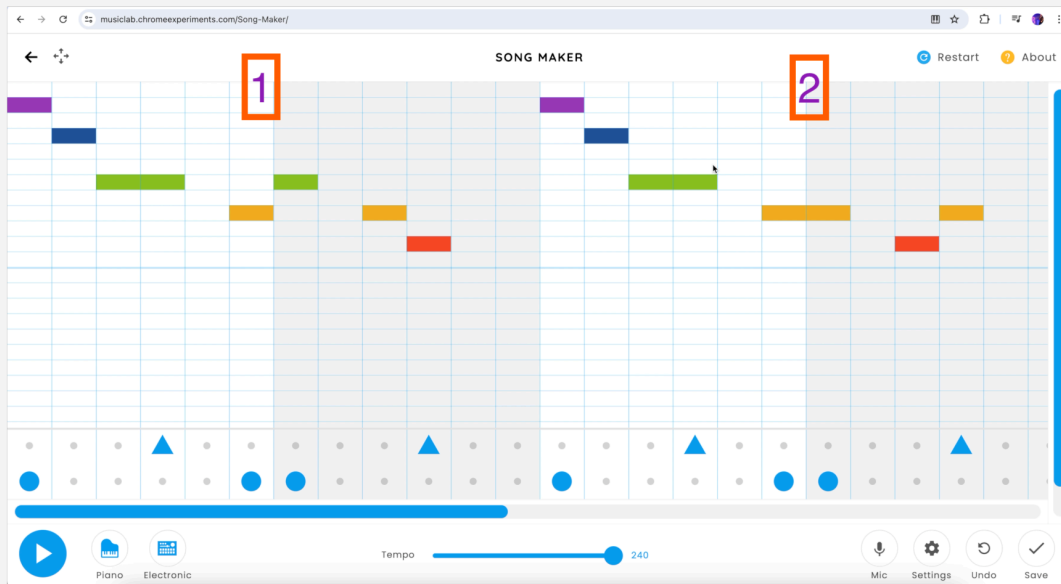 musiclab.chromeexperiments.com/Song-Maker/
SONG MAKER
Restart
About
1
2
Tempo
240
Piano
Electronic
Mic
Settings
Undo
Save